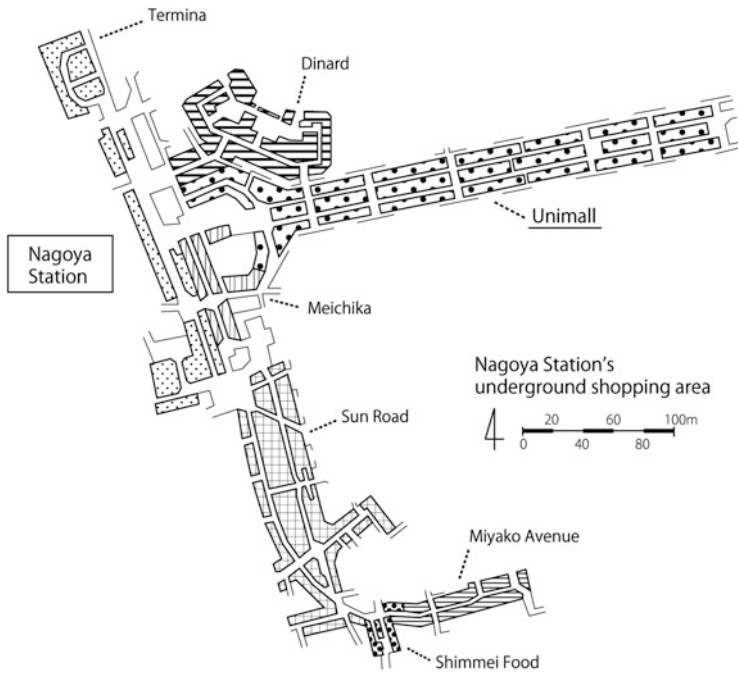 Termina
Dinard
Unimall
Nagoya
Station
Meichika
Nagoya Station's
underground shopping area
20 60 100m
0 40 80
Sun Road
Miyako Avenue
Shimmei Food